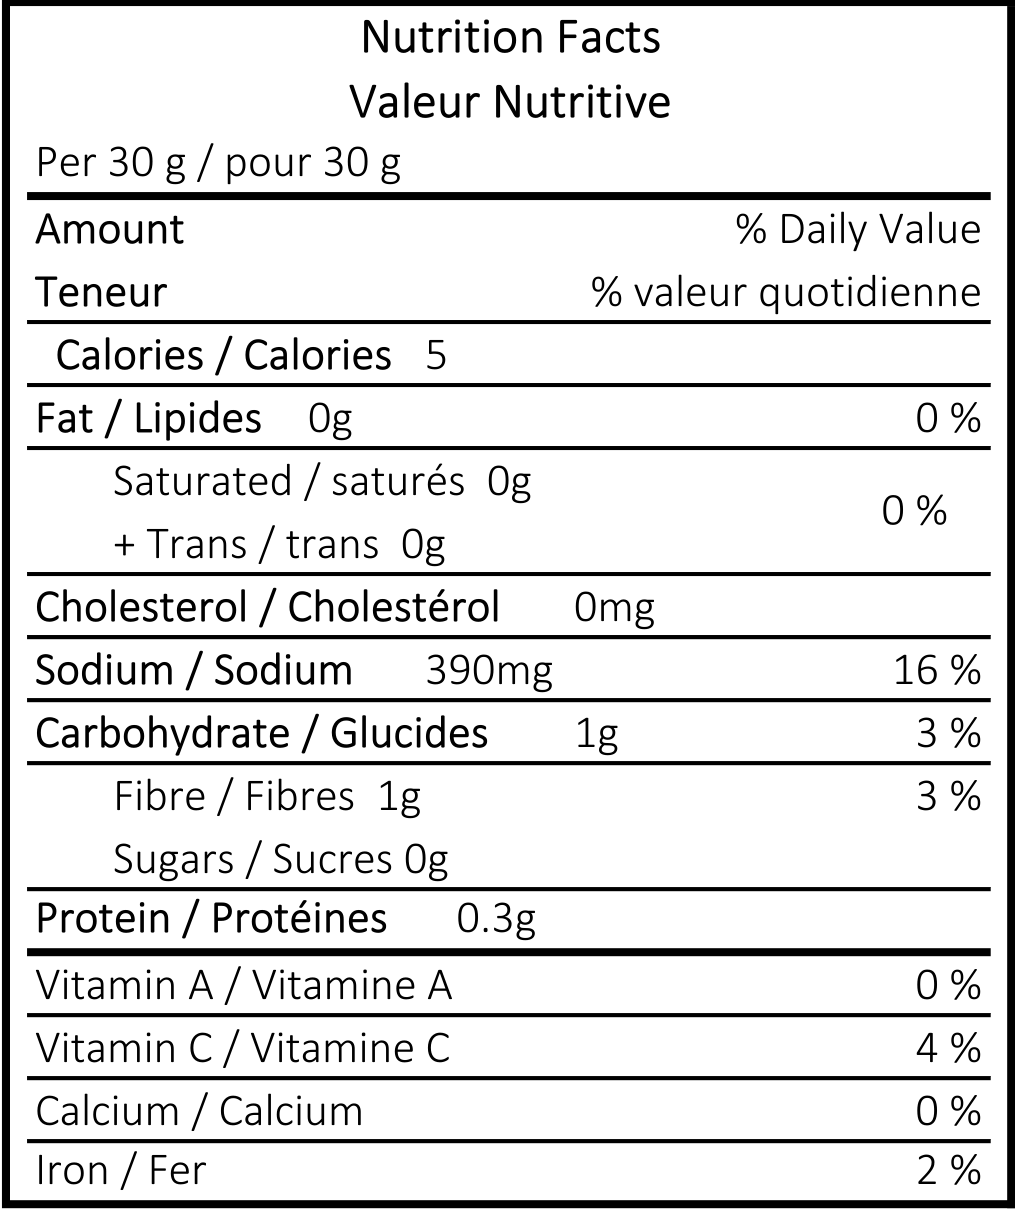 Nutrition Facts
Valeur Nutritive
Per 30 g / pour 30 g
Amount % Daily Value
Teneur % valeur quotidienne
Calories / Calories 5
Fat / Lipides 0g 0 %
Saturated / saturés 0g
0 %
+ Trans / trans 0g
Cholesterol / Cholestérol 0mg
Sodium / Sodium 390mg 16 %
Carbohydrate / Glucides 1g 3 %
Fibre / Fibres 1g 3 %
Sugars / Sucres 0g
Protein / Protéines 0.3g
Vitamin A / Vitamine A 0 %
Vitamin C / Vitamine C 4 %
Calcium / Calcium 0 %
Iron / Fer 2 %